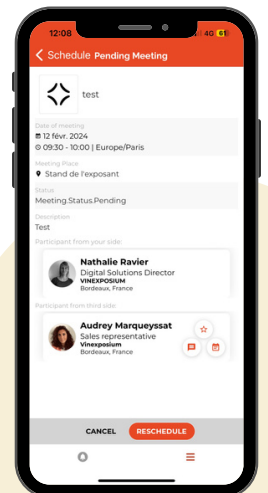 12:08
4G 61
Schedule Pending Meeting
test
Date of meeting
12 févr. 2024
09:30 - 10:00 | Europe/Paris
Meeting Place
Stand de l'exposant
Status
Meeting.Status.Pending
Description
Test
Participant from your side:
Nathalie Ravier
Digital Solutions Director
VINEXPOSIUM
Bordeaux, France
Participant from third side:
Audrey Marqueyssat
Sales representative
Vinexposium
Bordeaux, France
CANCEL RESCHEDULE